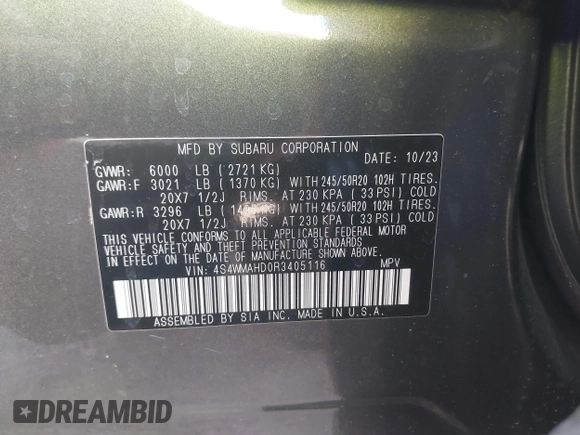 MFD BY SUBARU CORPORATION
DATE: 10/23
GVWR: 6000 LB ( 2721 KG)
GAWR:F 3021 LB ( 1370 KG) WITH 245/50R20 102H TIRES.
20X7 1/2J RIMS. AT 230 KPA ( 33 PSI) COLD
GAWR:R 3296 LB ( KG) WITH 245/50R20 102H TIRES.
20X7 1/2J RIMS. AT 230 KPA ( 33 PSI) COLD
THIS VEHICLE CONFORMS TO ALL APPLICABLE FEDERAL MOTOR
VEHICLE SAFETY, BUMPER, AND THEFT PREVENTION STANDARDS
IN EFFECT ON THE DATE OF MANUFACTURE SHOWN ABOVE.
VIN: 4S4WMAHD0R3405116 MPV
ASSEMBLED BY SIA INC. MADE IN U.S.A.
DREAMBID